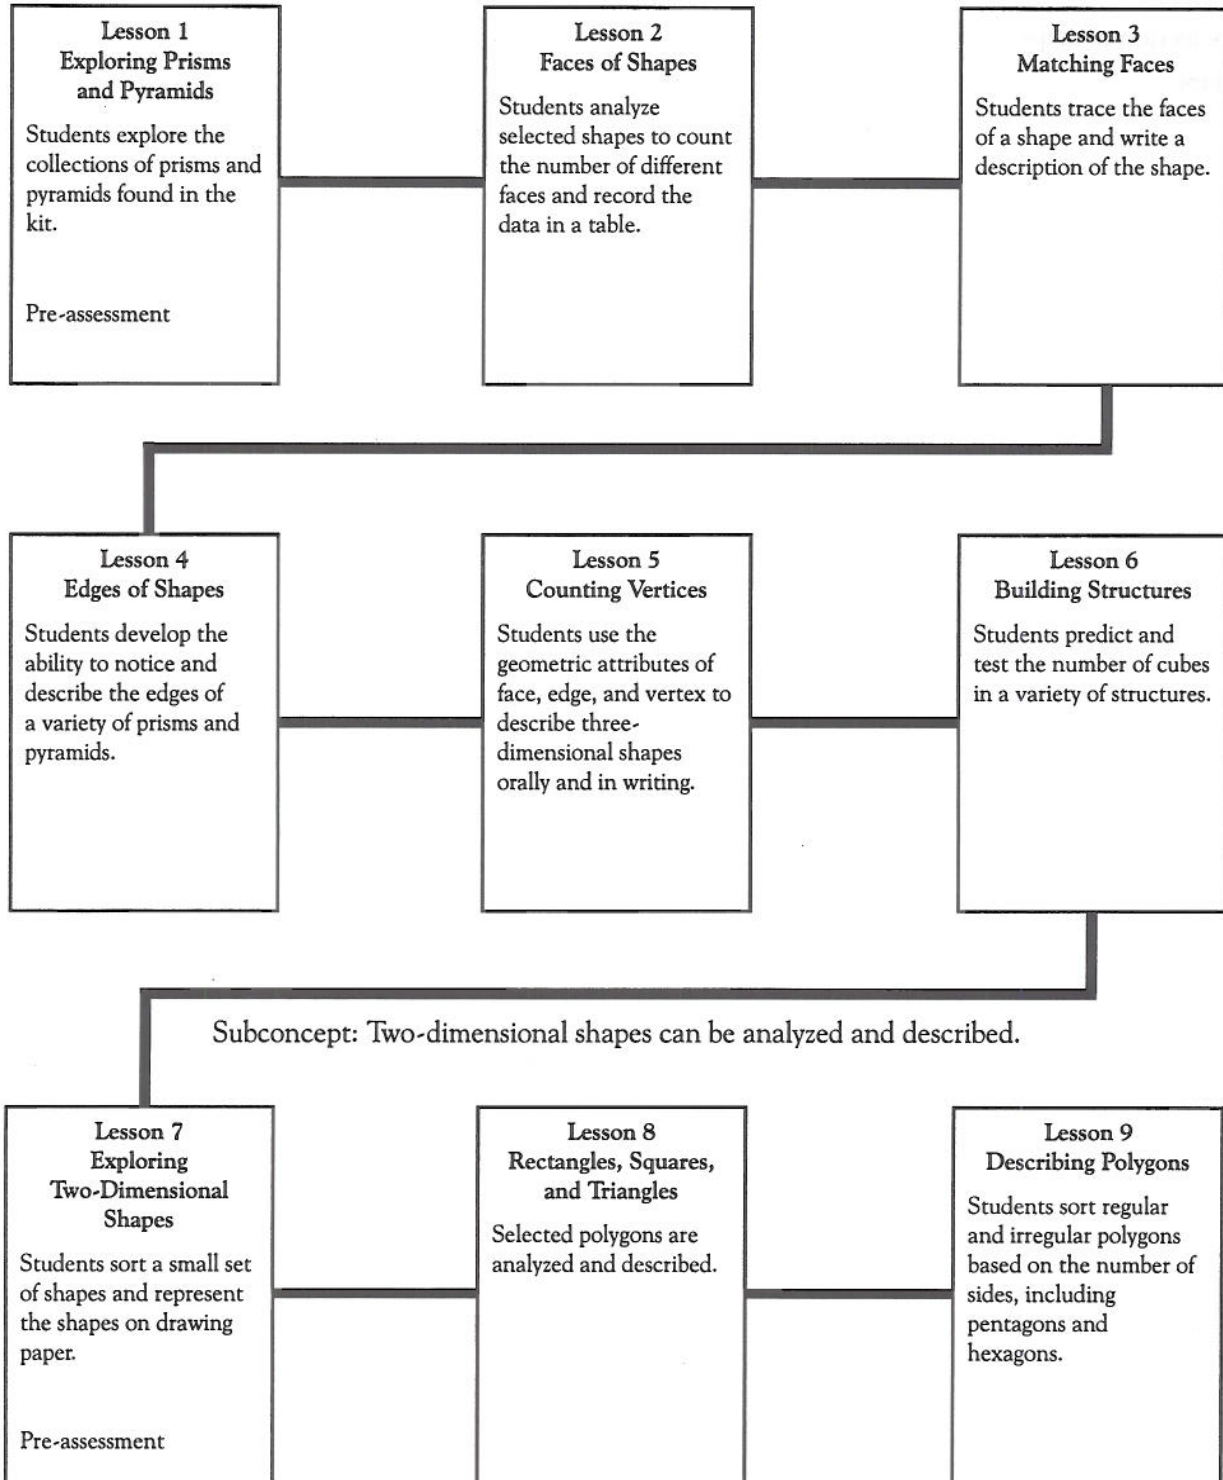 Lesson 1
Exploring Prisms
and Pyramids
Students explore the
collections of prisms and
pyramids found in the
kit.
Pre-assessment
Lesson 2
Faces of Shapes
Students analyze
selected shapes to count
the number of different
faces and record the
data in a table.
Lesson 3
Matching Faces
Students trace the faces
of a shape and write a
description of the shape.
Lesson 4
Edges of Shapes
Students develop the
ability to notice and
describe the edges of
a variety of prisms and
pyramids.
Lesson 5
Counting Vertices
Students use the
geometric attributes of
face, edge, and vertex to
describe three-
dimensional shapes
orally and in writing.
Lesson 6
Building Structures
Students predict and
test the number of cubes
in a variety of structures.
Subconcept: Two-dimensional shapes can be analyzed and described.
Lesson 7
Exploring
Two-Dimensional
Shapes
Students sort a small set
of shapes and represent
the shapes on drawing
paper.
Pre-assessment
Lesson 8
Rectangles, Squares,
and Triangles
Selected polygons are
analyzed and described.
Lesson 9
Describing Polygons
Students sort regular
and irregular polygons
based on the number of
sides, including
pentagons and
hexagons.